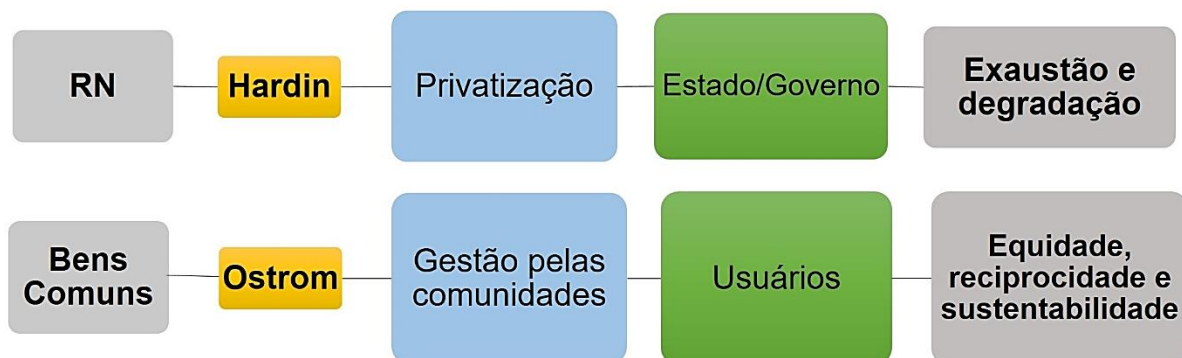 RN
Hardin
Privatização
Estado/Governo
Exaustão e
degradação
Bens
Comuns
Ostrom
Gestão pelas
comunidades
Usuários
Equidade,
reciprocidade e
sustentabilidade